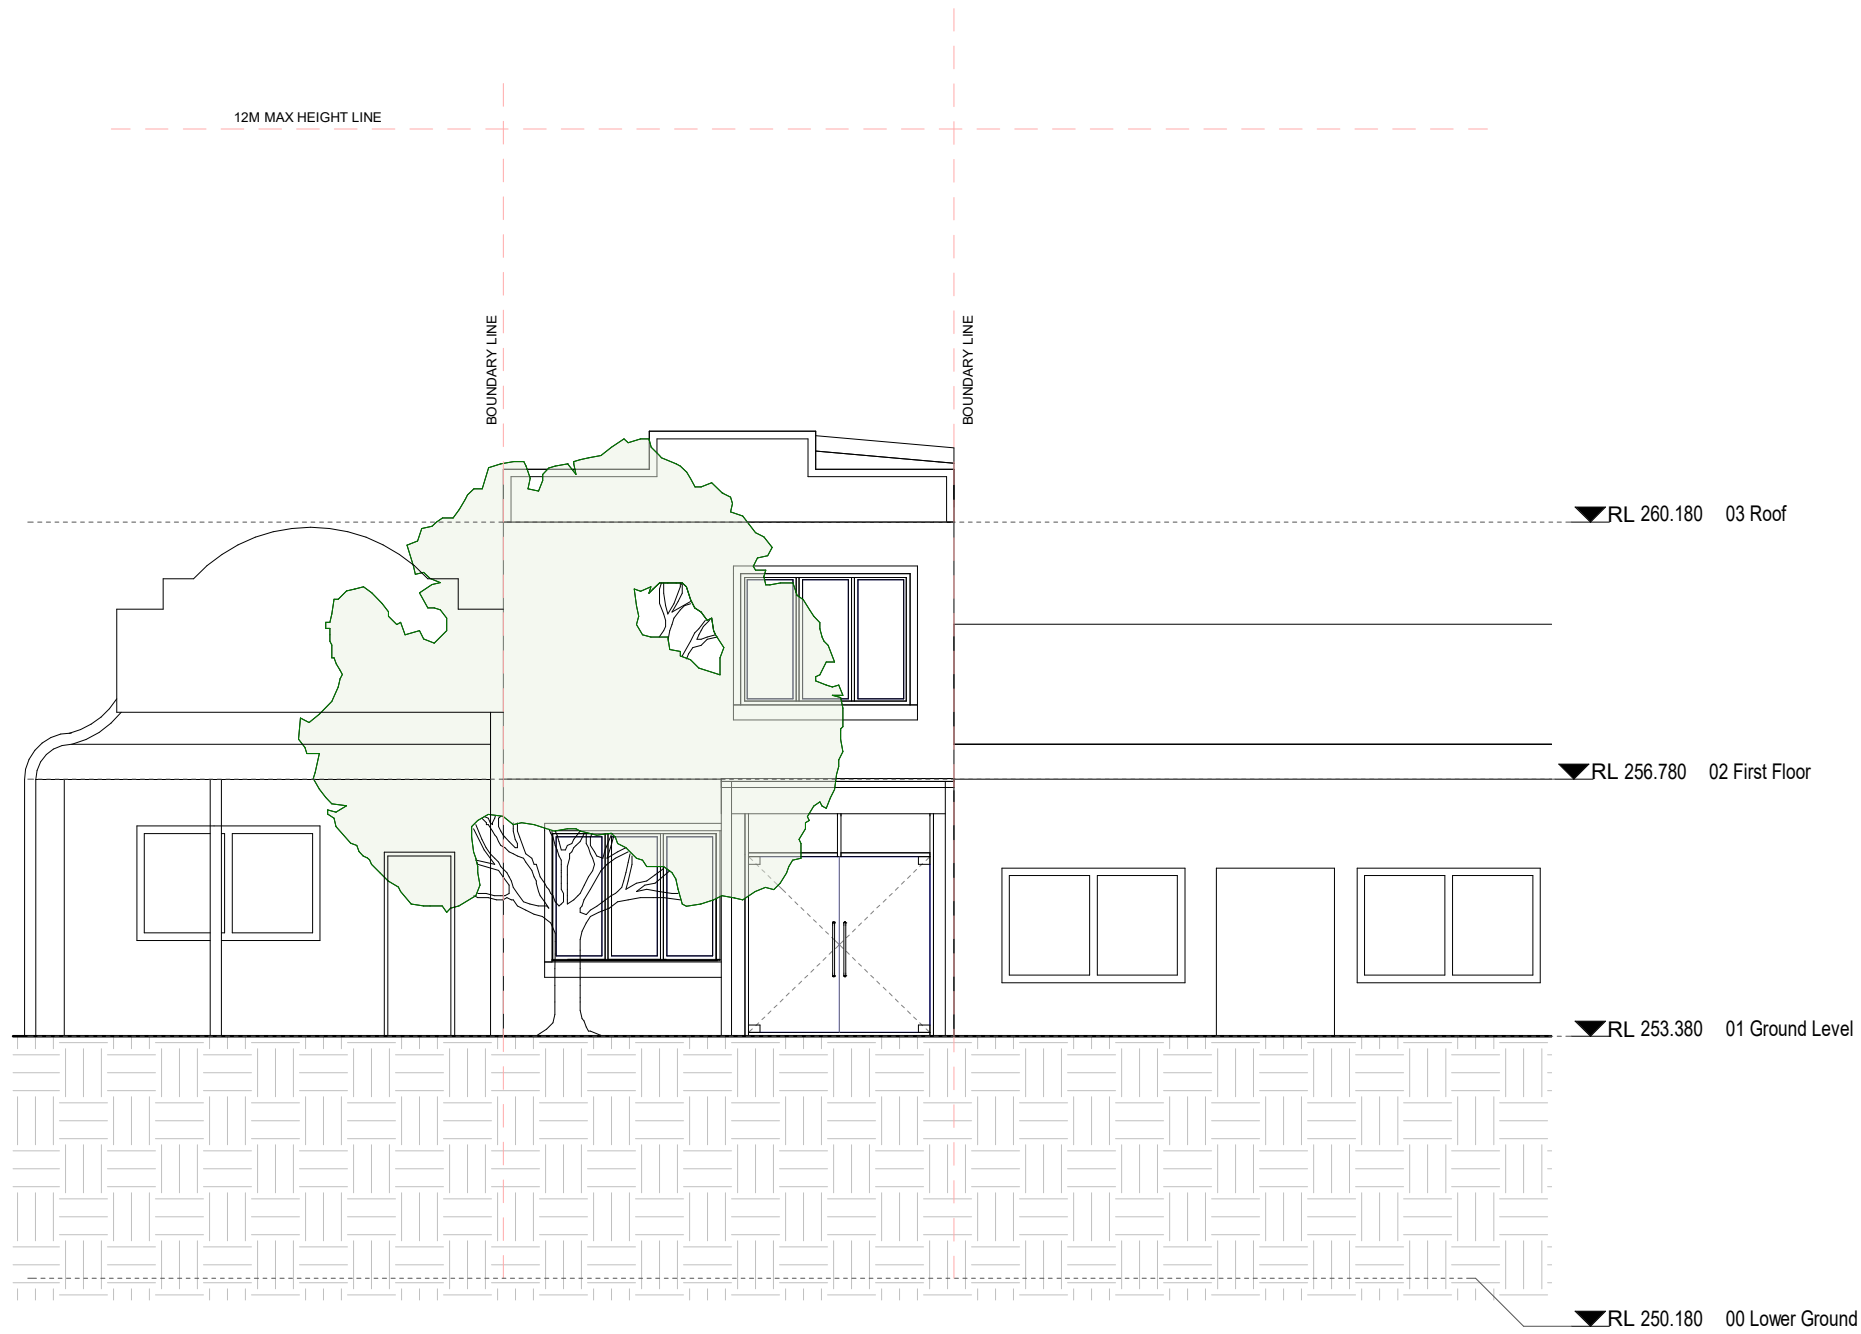 12M MAX HEIGHT LINE
BOUNDARY LINE
BOUNDARY LINE
RL 260.180 03 Roof
RL 256.780 02 First Floor
RL 253.380 01 Ground Level
RL 250.180 00 Lower Ground